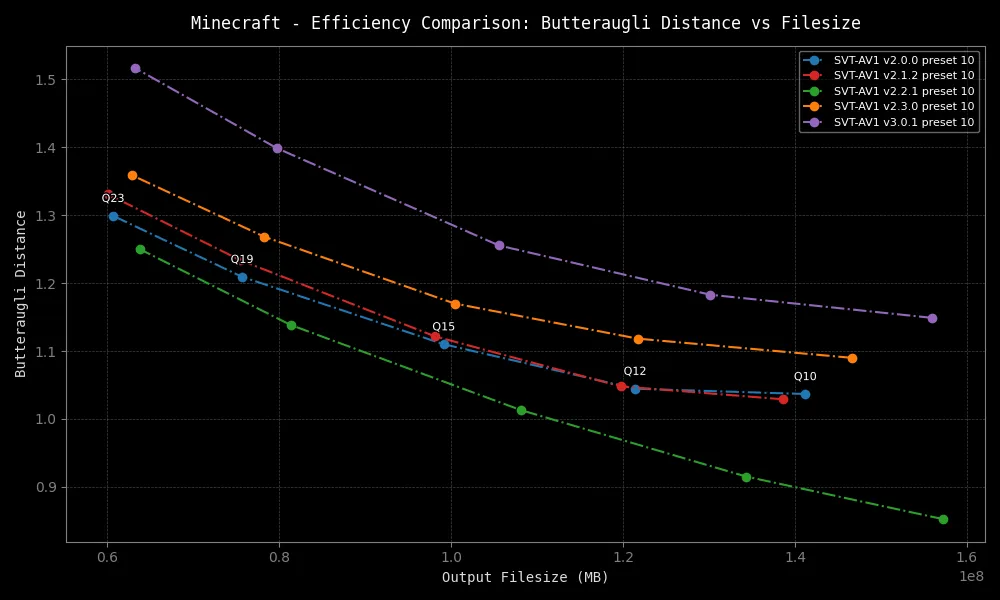 Minecraft - Efficiency Comparison: Butteraugli Distance vs Filesize
SVT-AV1 v2.0.0 preset 10
SVT-AV1 v2.1.2 preset 10
SVT-AV1 v2.2.1 preset 10
SVT-AV1 v2.3.0 preset 10
SVT-AV1 v3.0.1 preset 10
Butteraugli Distance
1.5
1.4
1.3
1.2
1.1
1.0
0.9
Q23
Q19
Q15
Q12
Q10
0.6
0.8
1.0
1.2
1.4
1.6
1e8
Output Filesize (MB)